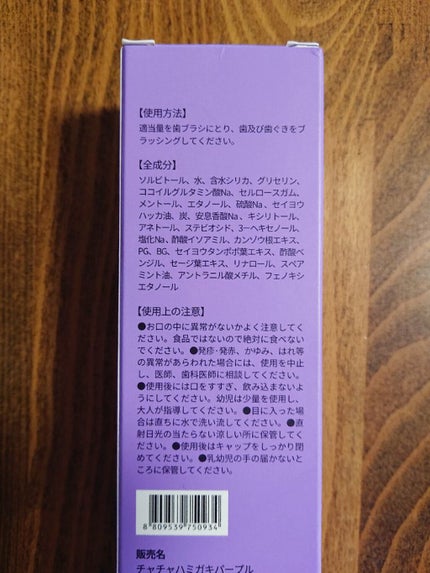 【使用方法】
適当量を歯ブラシにとり、歯及び歯ぐきをブ
ラッシングしてください。
【全成分】
ソルビトール、水、含水シリカ、グリセリン、
ココイルグルタミン酸Na、セルロースガム、
メントール、エタノール、硫酸Na、セイヨウ
ハッカ油、炭、安息香酸Na、キシリトール、
アネトール、ステビオシド、3ーヘキセノール、
塩化Na、酢酸イソアミル、カンゾウ根エキス、
PG、BG、セイヨウタンポポ葉エキス、酢酸ベ
ンジル、セージ葉エキス、リナロール、スペア
ミント油、アントラニル酸メチル、フェノキシ
エタノール
【使用上の注意】
●お口の中に異常がないかよく注意してく
ださい。食品ではないので絶対に食べない
でください。●発疹・発赤、かゆみ、はれ等
の異常があらわれた場合には、使用を中止
し、医師、歯科医師に相談してください。
●使用後には口をすすぎ、飲み込まないよ
うにしてください。幼児は少量を使用し、
大人が指導してください。●目に入った場
合は直ちに水で洗い流してください。●直
射日光の当たらない涼しい所に保管してく
ださい。●使用後はキャップをしっかり閉
めてください。●乳幼児の手の届かないと
ころに保管してください。
8 809539 750934
販売名
チャチャハミガキパープル